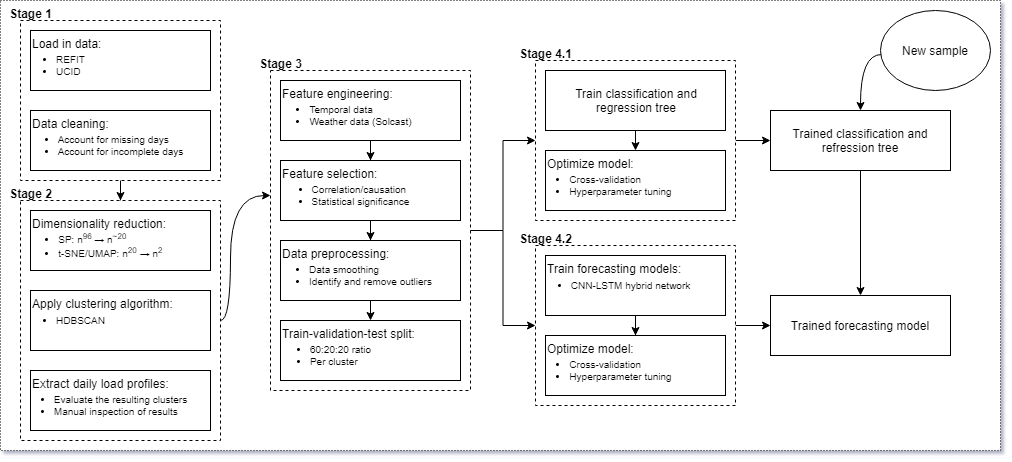 Stage 1
Load in data:
• REFIT
• UCID
Data cleaning:
• Account for missing days
• Account for incomplete days
Stage 2
Dimensionality reduction:
• SP: n⁹⁶ → n⁻²⁰
• t-SNE/UMAP: n²⁰ → n²
Apply clustering algorithm:
• HDBSCAN
Extract daily load profiles:
• Evaluate the resulting clusters
• Manual inspection of results
Stage 3
Feature engineering:
• Temporal data
• Weather data (Solcast)
Feature selection:
• Correlation/causation
• Statistical significance
Data preprocessing:
• Data smoothing
• Identify and remove outliers
Train-validation-test split:
• 60:20:20 ratio
• Per cluster
Stage 4.1
Train classification and
regression tree
Optimize model:
• Cross-validation
• Hyperparameter tuning
Stage 4.2
Train forecasting models:
• CNN-LSTM hybrid network
Optimize model:
• Cross-validation
• Hyperparameter tuning
New sample
Trained classification and
refression tree
Trained forecasting model